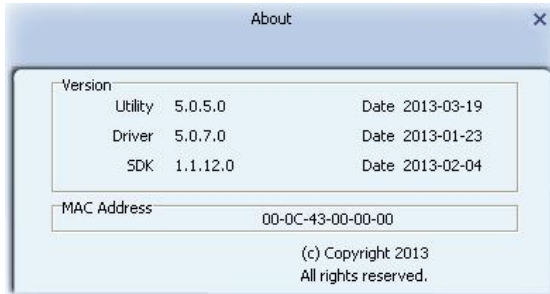 About
Version
Utility 5.0.5.0 Date 2013-03-19
Driver 5.0.7.0 Date 2013-01-23
SDK 1.1.12.0 Date 2013-02-04
MAC Address
00-0C-43-00-00-00
(c) Copyright 2013
All rights reserved.